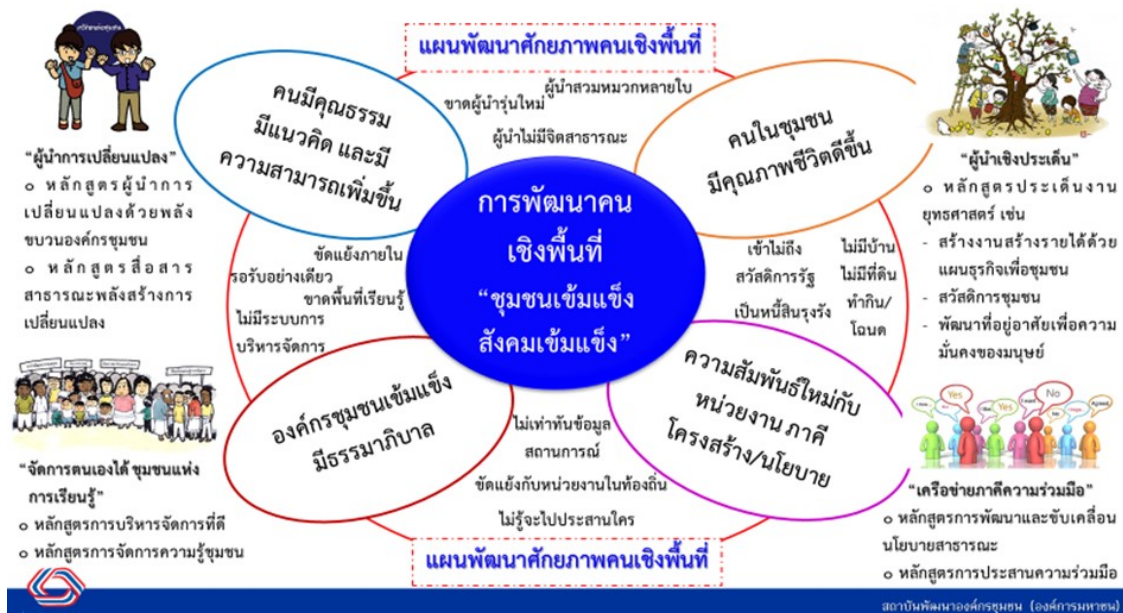 แผนพัฒนาศักยภาพคนเชิงพื้นที่
คนมีคุณธรรม
มีแนวคิด และมี
ความสามารถเพิ่มขึ้น
ขาดผู้นำรุ่นใหม่
ผู้นำสวมหมวกหลายใบ
ผู้นำไม่มีจิตสาธารณะ
คนในชุมชน
มีคุณภาพชีวิตดีขึ้น
"ผู้นำการเปลี่ยนแปลง"
o หลักสูตรผู้นำการ
เปลี่ยนแปลงด้วยพลัง
ขบวนองค์กรชุมชน
o หลักสูตรสื่อสาร
สาธารณะพลังสร้างการ
เปลี่ยนแปลง
ขัดแย้งภายใน
รอรับอย่างเดียว
ขาดพื้นที่เรียนรู้
ไม่มีระบบการ
บริหารจัดการ
การพัฒนาคน
เชิงพื้นที่
"ชุมชนเข้มแข็ง
สังคมเข้มแข็ง"
เข้าไม่ถึง
สวัสดิการรัฐ
เป็นหนี้สินรุงรัง
ไม่มีบ้าน
ไม่มีที่ดิน
ทำกิน/
โฉนด
"ผู้นำเชิงประเด็น"
o หลักสูตรประเด็นงาน
ยุทธศาสตร์ เช่น
- สร้างงานสร้างรายได้ด้วย
แผนธุรกิจเพื่อชุมชน
- สวัสดิการชุมชน
- พัฒนาที่อยู่อาศัยเพื่อความ
มั่นคงของมนุษย์
องค์กรชุมชนเข้มแข็ง
มีธรรมาภิบาล
ไม่เท่าทันข้อมูล
สถานการณ์
ขัดแย้งกับหน่วยงานในท้องถิ่น
ไม่รู้จะไปประสานใคร
ความสัมพันธ์ใหม่กับ
หน่วยงาน ภาคี
โครงสร้าง/นโยบาย
Yes
Yes
No
"จัดการตนเองได้ ชุมชนแห่ง
การเรียนรู้"
o หลักสูตรการบริหารจัดการที่ดี
o หลักสูตรการจัดการความรู้ชุมชน
"เครือข่ายภาคีความร่วมมือ"
o หลักสูตรการพัฒนาและขับเคลื่อน
นโยบายสาธารณะ
o หลักสูตรการประสานความร่วมมือ
แผนพัฒนาศักยภาพคนเชิงพื้นที่
สถาบันพัฒนาองค์กรชุมชน (องค์การมหาชน)